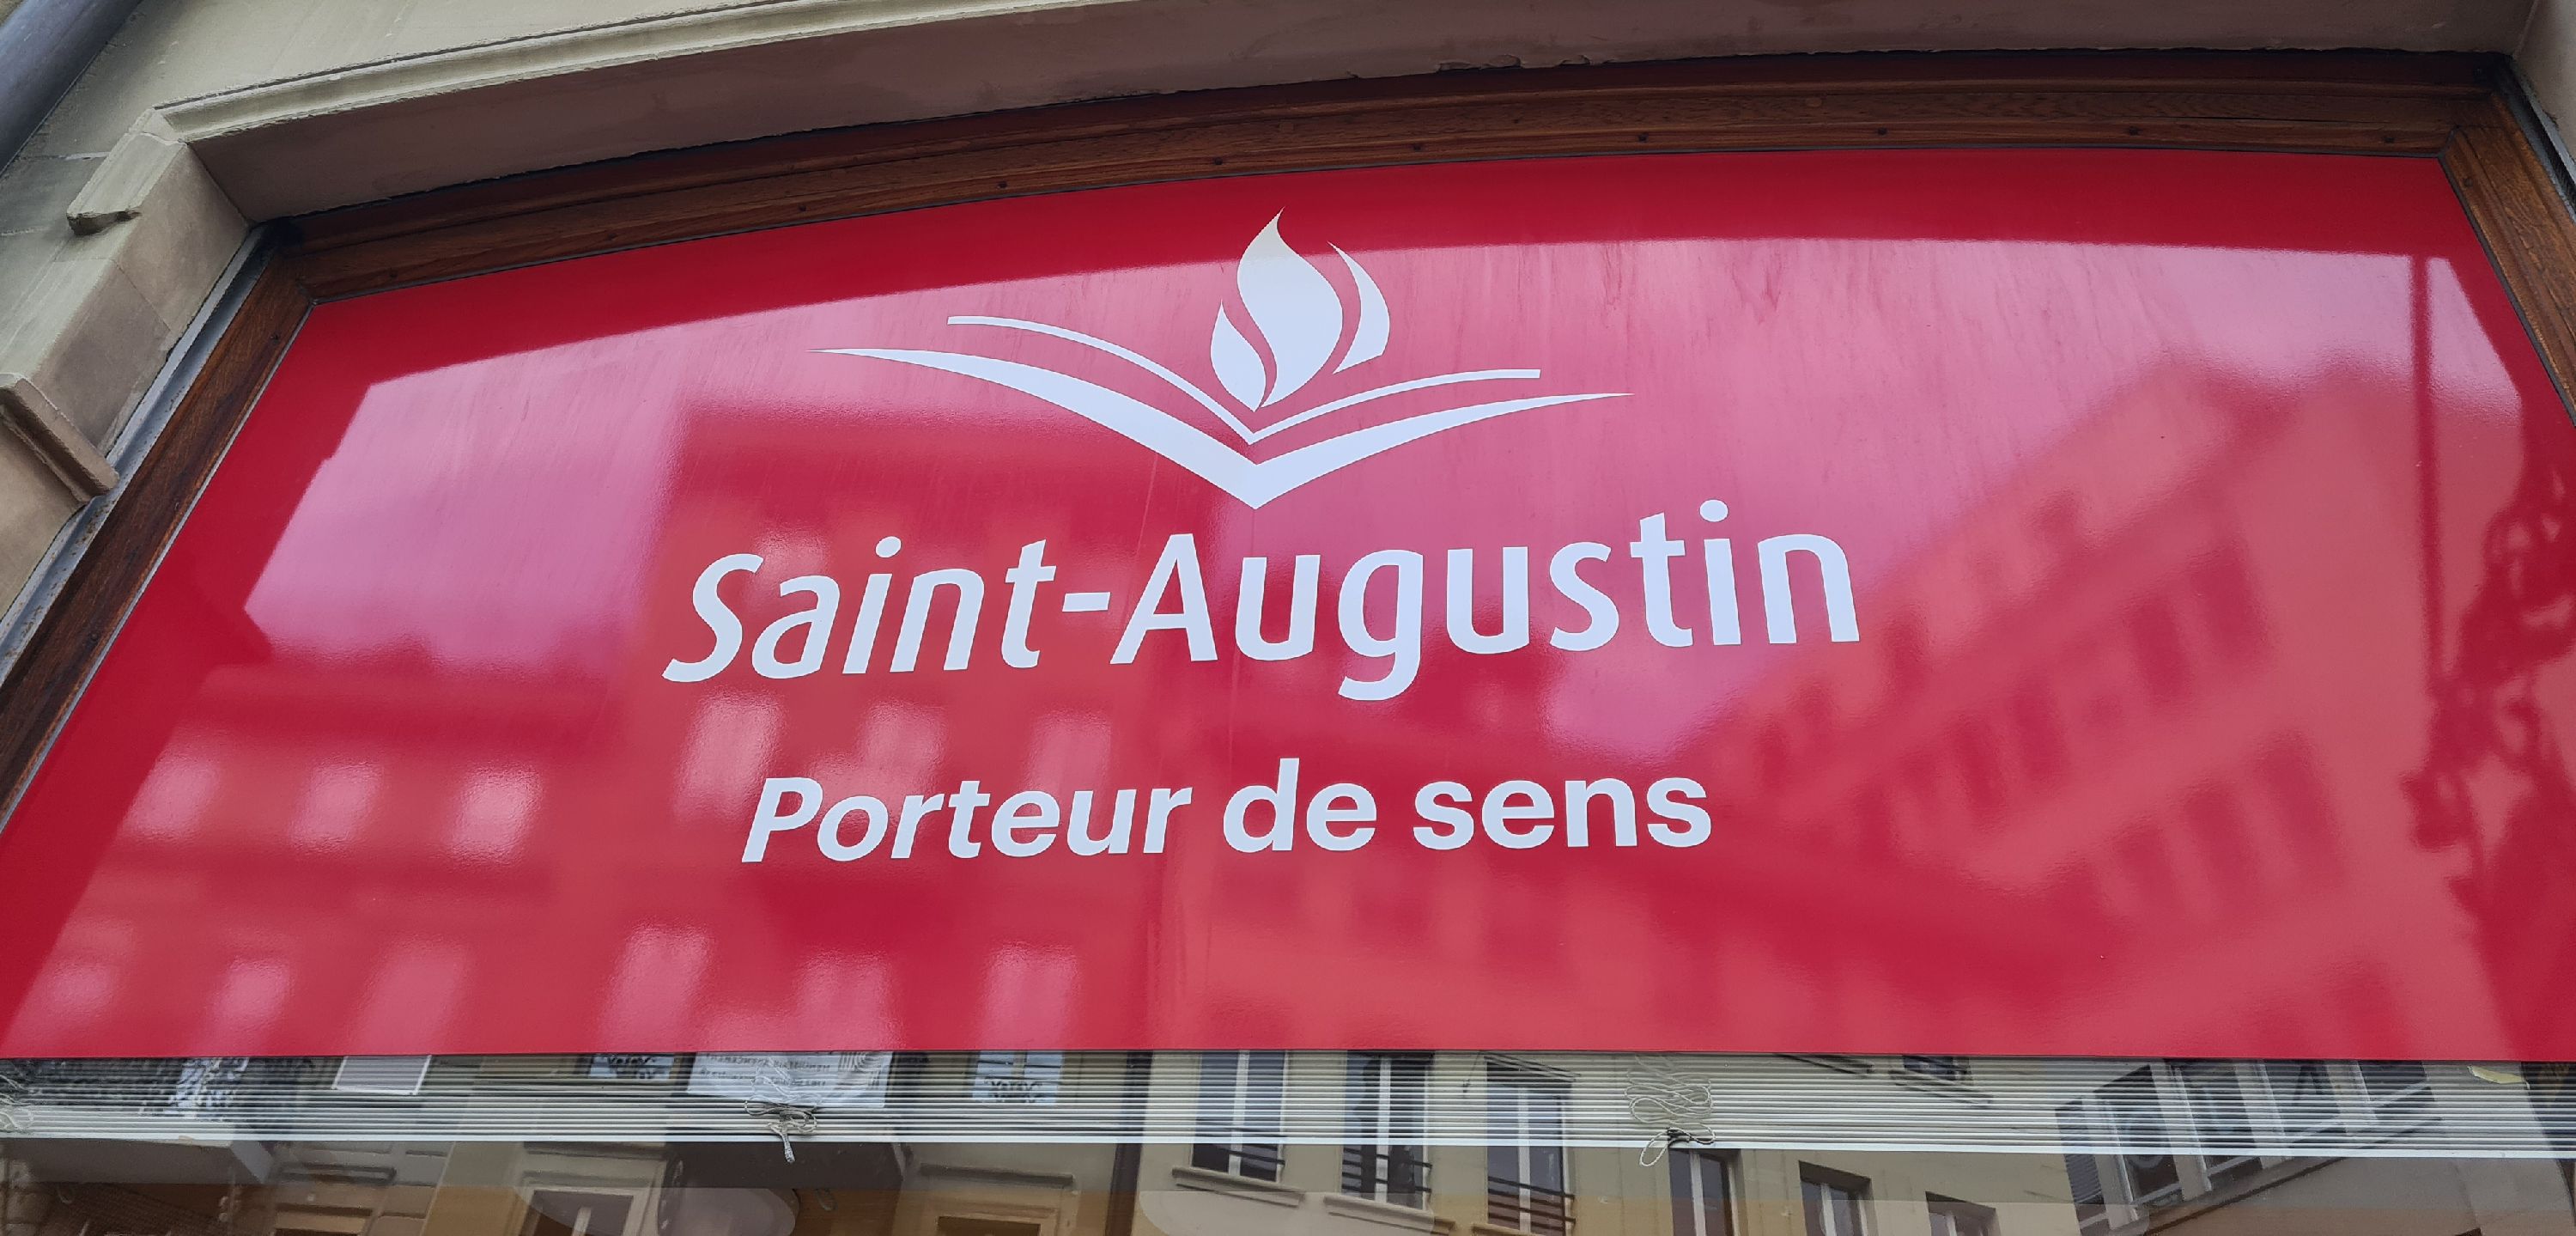 Saint-Augustin
Porteur de sens